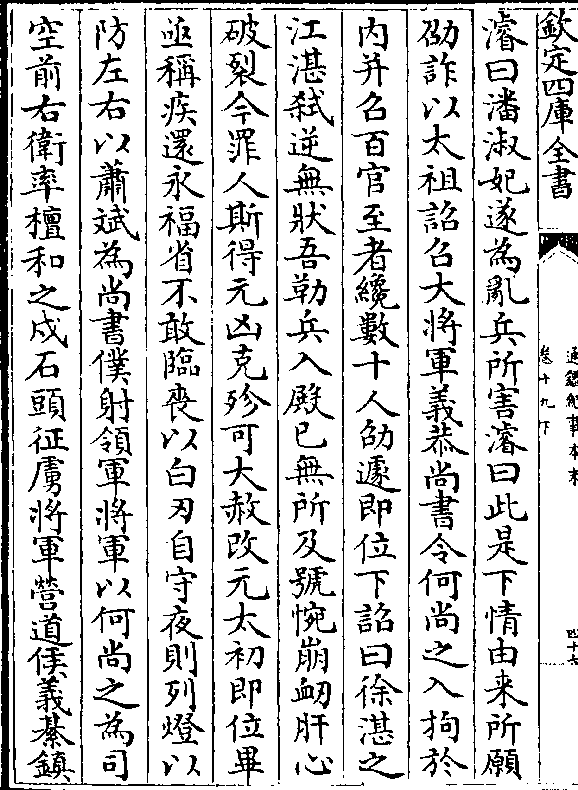 欽定四庫全書
通鑑紀事本末
卷十九下
四十七
濬曰潘淑妃遂為亂兵所害濬曰此是下情由来所願
劭詐以太祖詔召大將軍義恭尚書令何尚之入拘於
内并召百官至者纔數十人劭遽即位下詔曰徐湛之
江湛弑逆無狀吾勒兵入殿已無所及號惋崩衂肝心
破裂今罪人斯得元凶克殄可大赦改元太初即位畢
亟稱疾還永福省不敢臨喪以白刃自守夜則列燈以
防左右以蕭斌為尚書僕射領軍將軍以何尚之為司
空前右衛率檀和之戍石頭征虜將軍營道侯義綦鎮